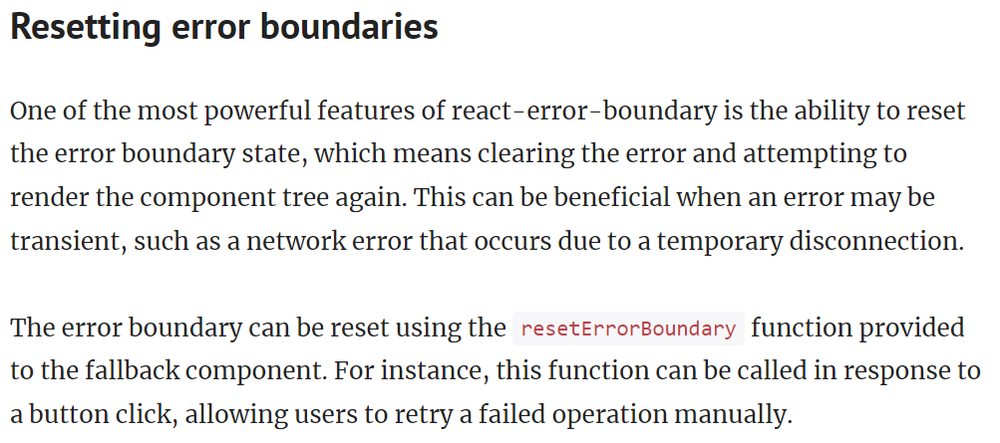 Resetting error boundaries
One of the most powerful features of react-error-boundary is the ability to reset
the error boundary state, which means clearing the error and attempting to
render the component tree again. This can be beneficial when an error may be
transient, such as a network error that occurs due to a temporary disconnection.
The error boundary can be reset using the resetErrorBoundary function provided
to the fallback component. For instance, this function can be called in response to
a button click, allowing users to retry a failed operation manually.